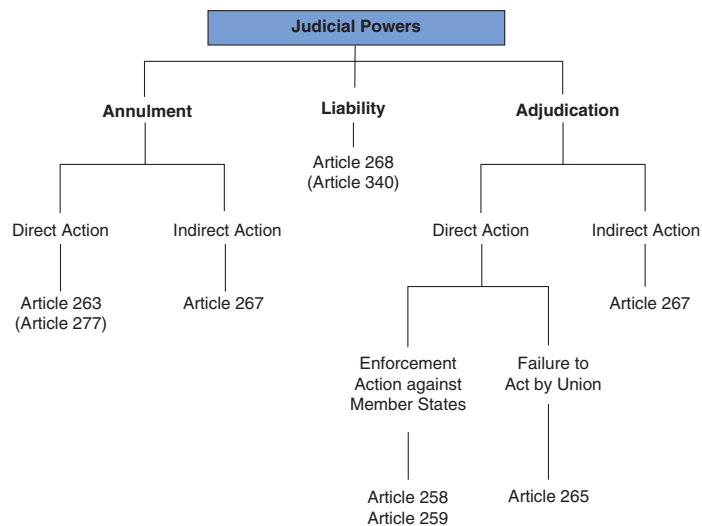 Judicial Powers
Annulment
Liability
Adjudication
Article 268
(Article 340)
Direct Action
Indirect Action
Direct Action
Indirect Action
Article 263
(Article 277)
Article 267
Article 267
Enforcement
Action against
Member States
Failure to
Act by Union
Article 258
Article 259
Article 265